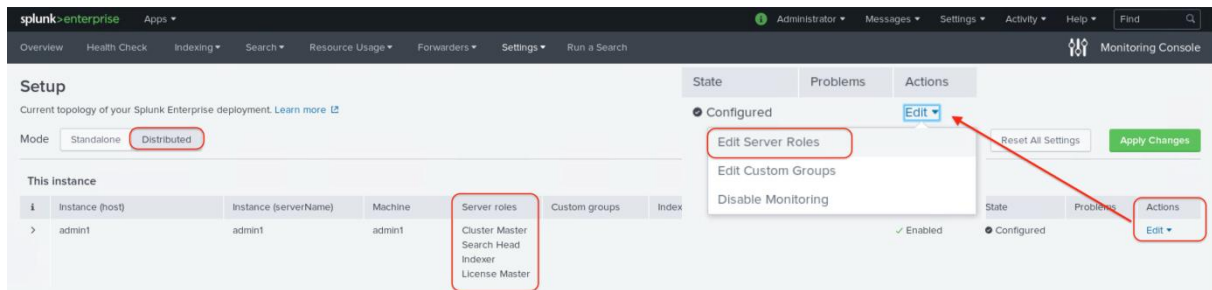 splunk>enterprise Apps ▾ Administrator ▾ Messages ▾ Settings ▾ Activity ▾ Help ▾ Find
Overview Health Check Indexing ▾ Search ▾ Resource Usage ▾ Forwarders ▾ Settings ▾ Run a Search Monitoring Console
Setup
Current topology of your Splunk Enterprise deployment. Learn more
Mode Standalone Distributed
State Problems Actions
Configured Edit ▾
Edit Server Roles
Edit Custom Groups
Disable Monitoring
Reset All Settings Apply Changes
This instance
i Instance (host) Instance (serverName) Machine Server roles Custom groups Index State Problems Actions
> admin1 admin1 admin1 Cluster Master ✓ Enabled Configured Edit ▾
Search Head
Indexer
License Master